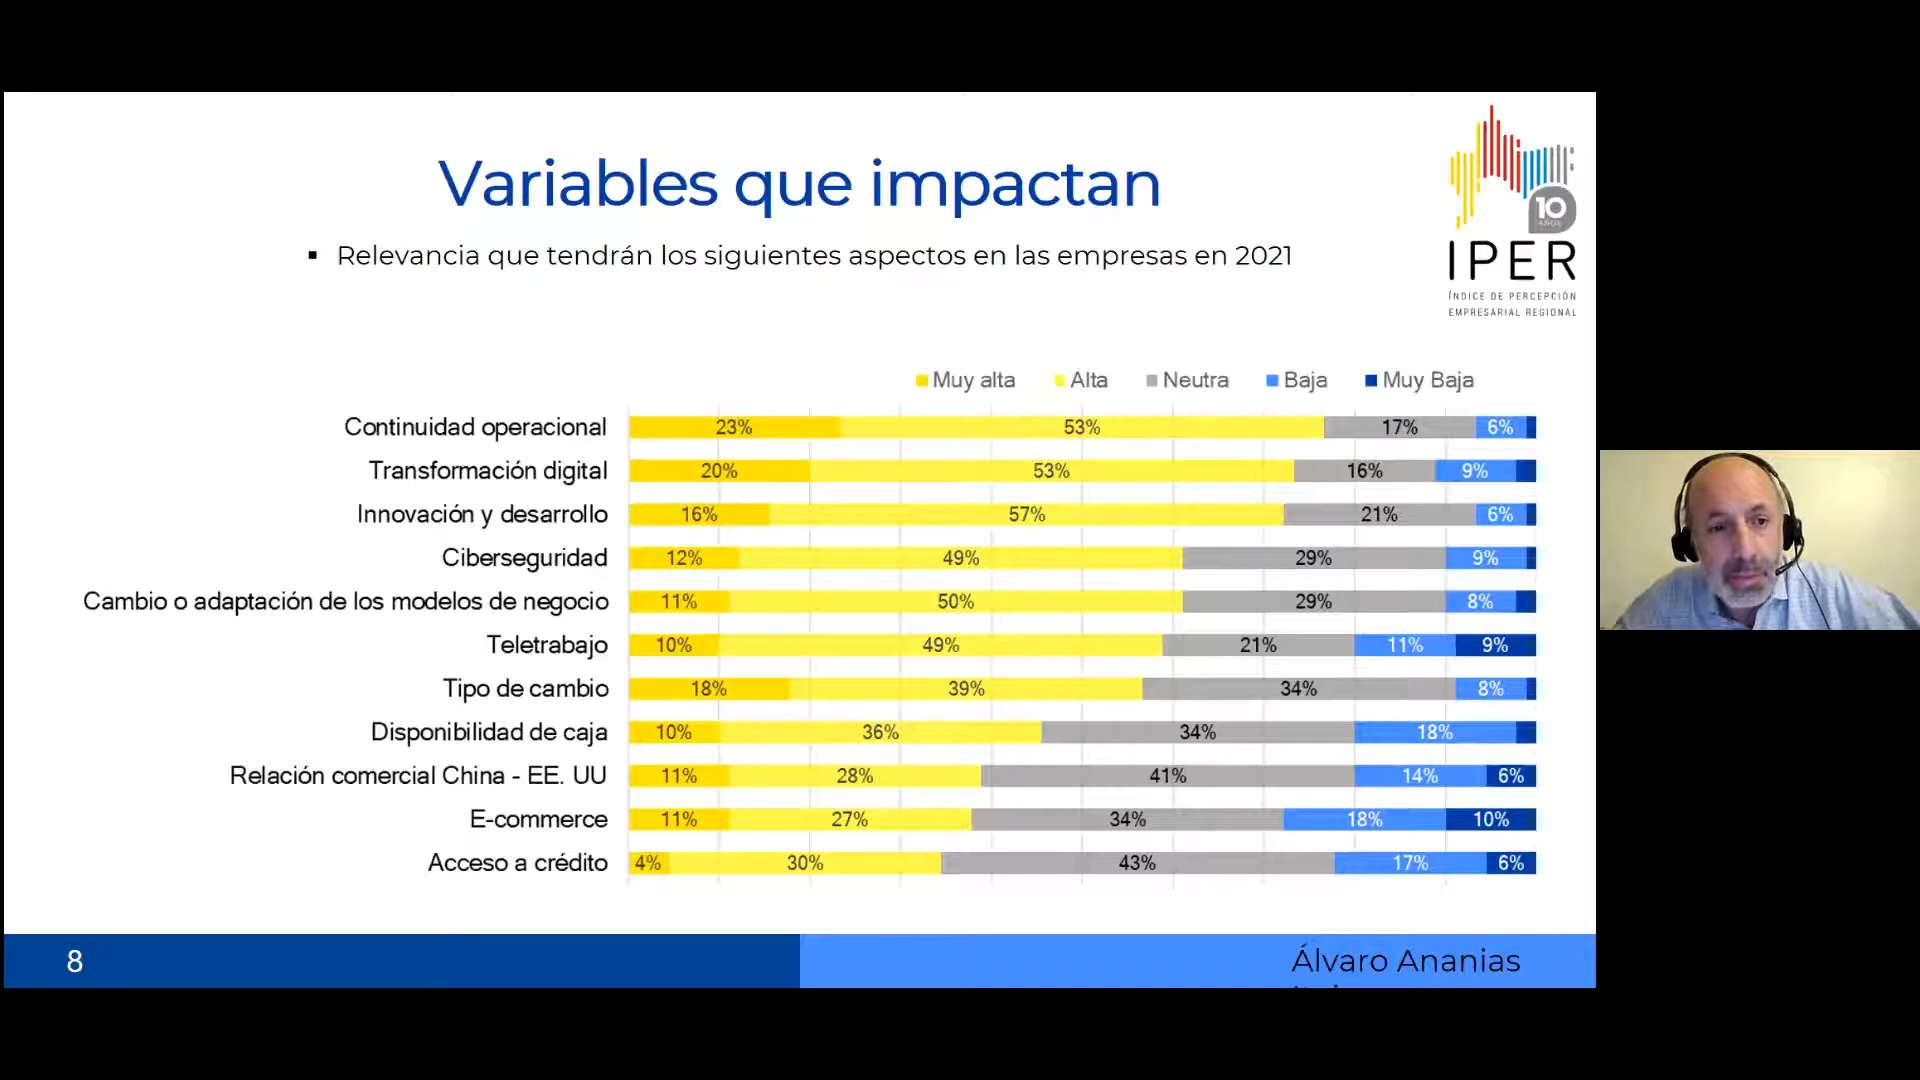 Variables que impactan
▪ Relevancia que tendrán los siguientes aspectos en las empresas en 2021
10
AÑOS
IPER
ÍNDICE DE PERCEPCIÓN
EMPRESARIAL REGIONAL
Muy alta Alta Neutra Baja Muy Baja
Continuidad operacional 23% 53% 17% 6%
Transformación digital 20% 53% 16% 9%
Innovación y desarrollo 16% 57% 21% 6%
Ciberseguridad 12% 49% 29% 9%
Cambio o adaptación de los modelos de negocio 11% 50% 29% 8%
Teletrabajo 10% 49% 21% 11% 9%
Tipo de cambio 18% 39% 34% 8%
Disponibilidad de caja 10% 36% 34% 18%
Relación comercial China - EE. UU 11% 28% 41% 14% 6%
E-commerce 11% 27% 34% 18% 10%
Acceso a crédito 4% 30% 43% 17% 6%
8
Álvaro Ananias